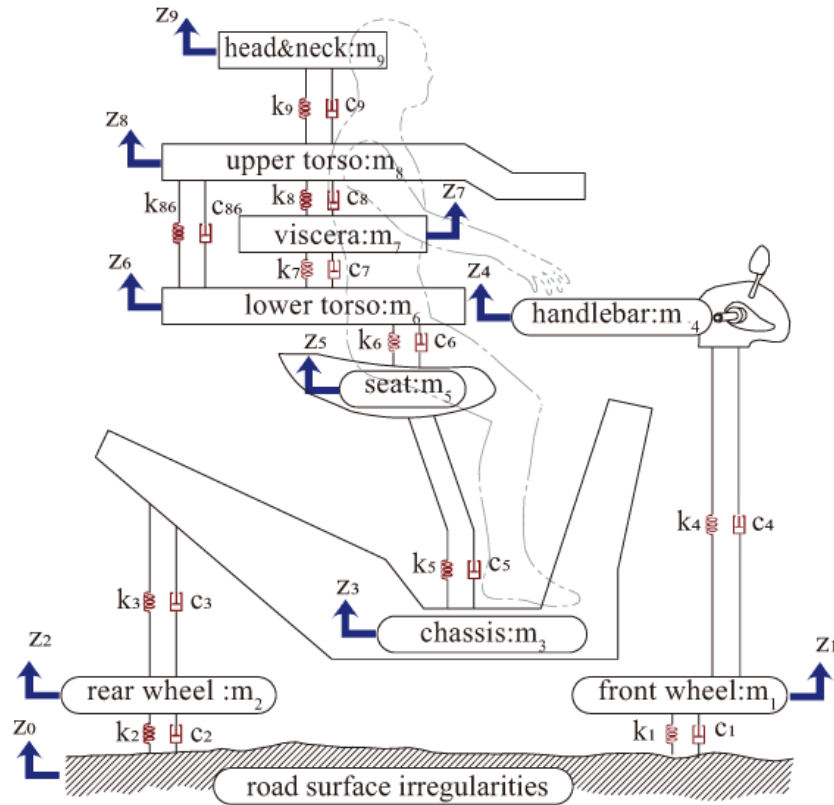 Z9
head&neck:m9
k9 c9
Z8
upper torso:m8
k86 c86 k8 c8 Z7
viscera:m7
Z6 k7 c7 Z4
lower torso:m6 handlebar:m4
Z5 k6 c6
seat:m5
k4 c4
k5 c5
k3 c3 Z3
chassis:m3
Z2 Z1
rear wheel :m2 front wheel:m1
Z0 k2 c2 k1 c1
road surface irregularities